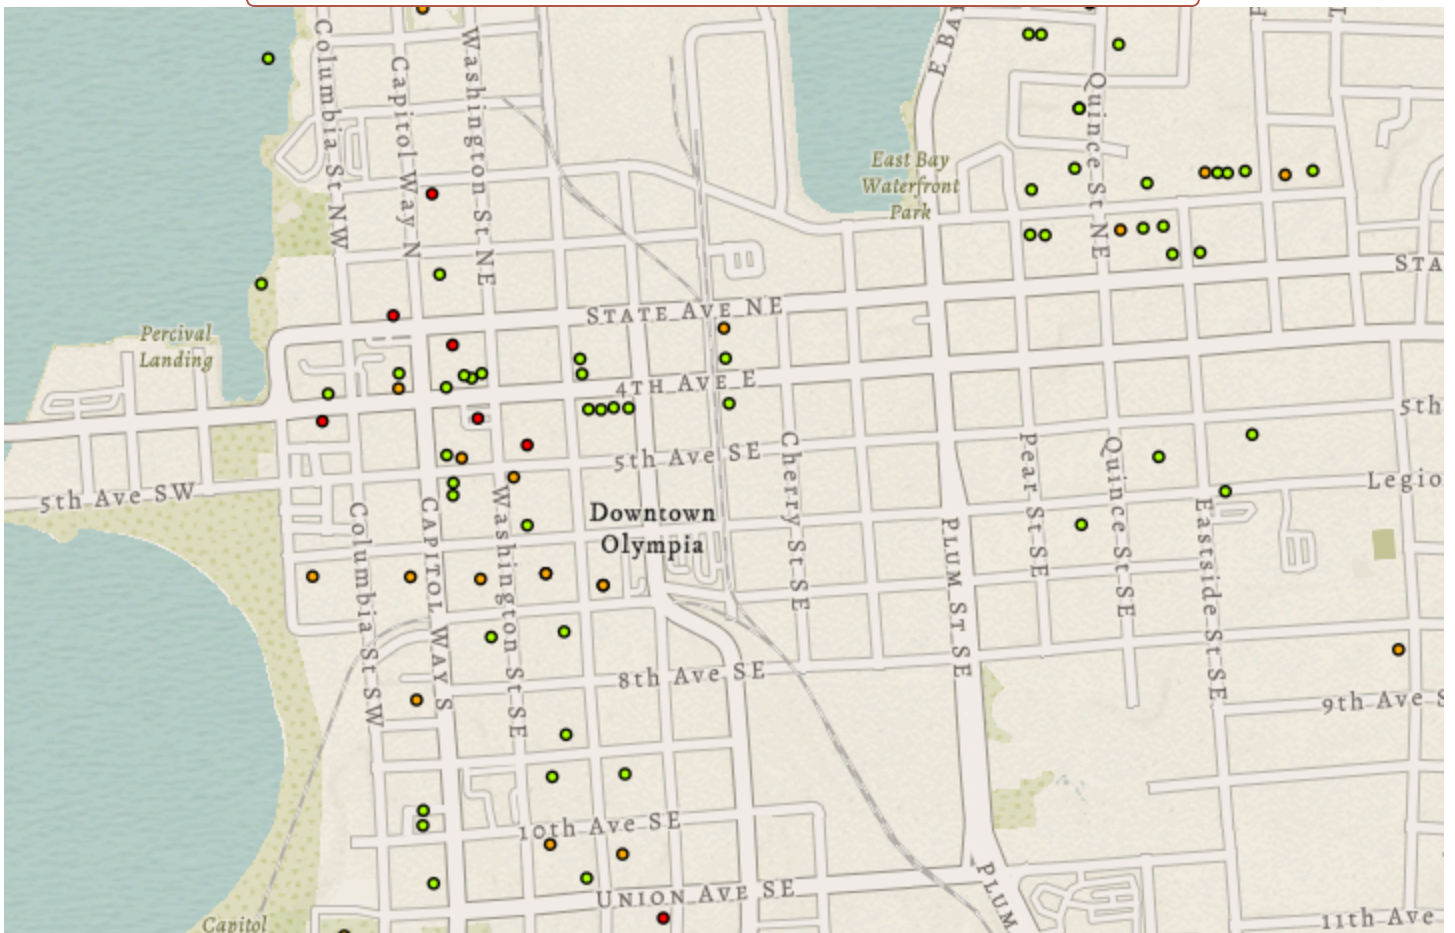 Columbia St NW
Capitol Way N
Washington St NE
E BA
Quince St NE
East Bay
Waterfront
Park
STA
STATE AVE NE
Percival
Landing
4TH AVE E
5th
5th Ave SE
Cherry St SE
Pear St SE
Quince St SE
Legio
5th Ave SW
Columbia St SW
CAPITOL WAY S
Washington St SE
Downtown
Olympia
PLUM ST SE
Eastside St SE
8th Ave SE
9th Ave S
10th Ave SE
UNION AVE SE
PLUM
11th Ave
Capitol